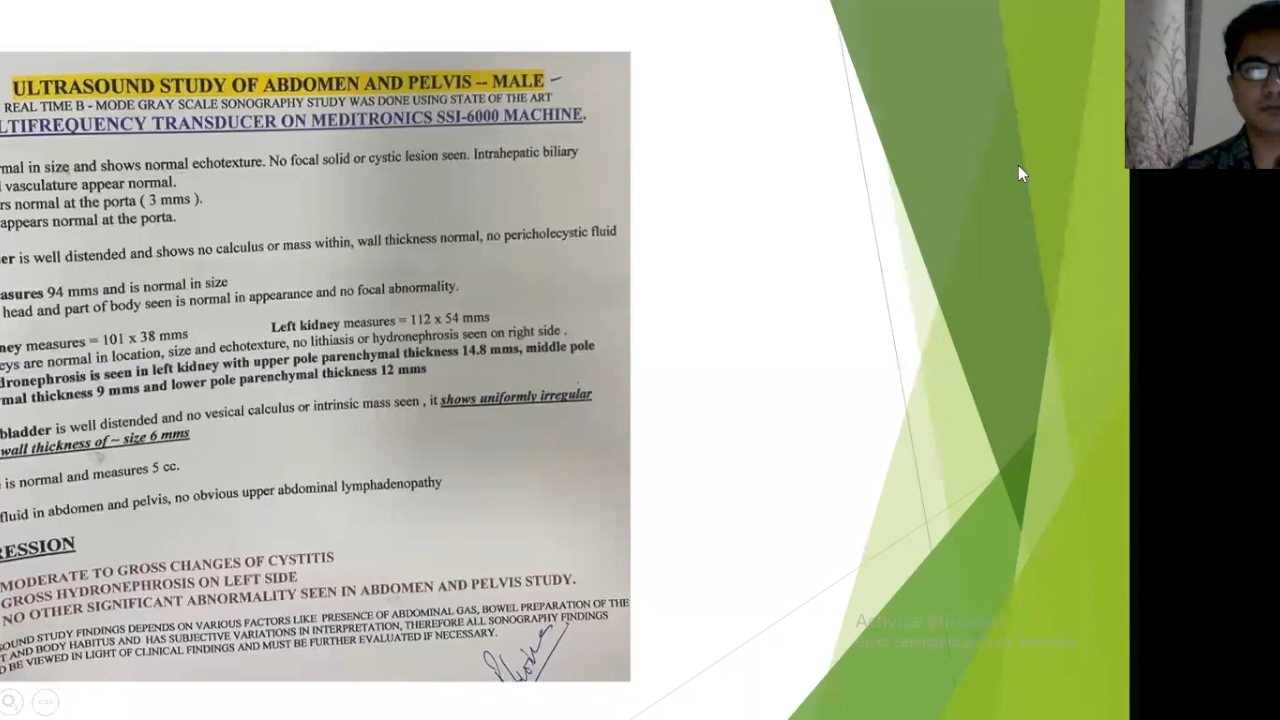 ULTRASOUND STUDY OF ABDOMEN AND PELVIS -- MALE -
REAL TIME B - MODE GRAY SCALE SONOGRAPHY STUDY WAS DONE USING STATE OF THE ART
LTIFREQUENCY TRANSDUCER ON MEDITRONICS SSI-6000 MACHINE.
rmal in size and shows normal echotexture. No focal solid or cystic lesion seen. Intrahepatic biliary
vasculature appear normal.
rs normal at the porta ( 3 mms ).
appears normal at the porta.
er is well distended and shows no calculus or mass within, wall thickness normal, no pericholecystic fluid
asures 94 mms and is normal in size
head and part of body seen is normal in appearance and no focal abnormality.
ney measures = 101 x 38 mms Left kidney measures = 112 x 54 mms
eys are normal in location, size and echotexture, no lithiasis or hydronephrosis seen on right side .
dronephrosis is seen in left kidney with upper pole parenchymal thickness 14.8 mms, middle pole
mal thickness 9 mms and lower pole parenchymal thickness 12 mms
bladder is well distended and no vesical calculus or intrinsic mass seen , it shows uniformly irregular
wall thickness of ~ size 6 mms
is normal and measures 5 cc.
fluid in abdomen and pelvis, no obvious upper abdominal lymphadenopathy
RESSION
MODERATE TO GROSS CHANGES OF CYSTITIS
GROSS HYDRONEPHROSIS ON LEFT SIDE
NO OTHER SIGNIFICANT ABNORMALITY SEEN IN ABDOMEN AND PELVIS STUDY.
SOUND STUDY FINDINGS DEPENDS ON VARIOUS FACTORS LIKE PRESENCE OF ABDOMINAL GAS, BOWEL PREPARATION OF THE
T AND BODY HABITUS AND HAS SUBJECTIVE VARIATIONS IN INTERPRETATION, THEREFORE ALL SONOGRAPHY FINDINGS
D BE VIEWED IN LIGHT OF CLINICAL FINDINGS AND MUST BE FURTHER EVALUATED IF NECESSARY.
Activate Windows
Go to Settings to activate Windows.